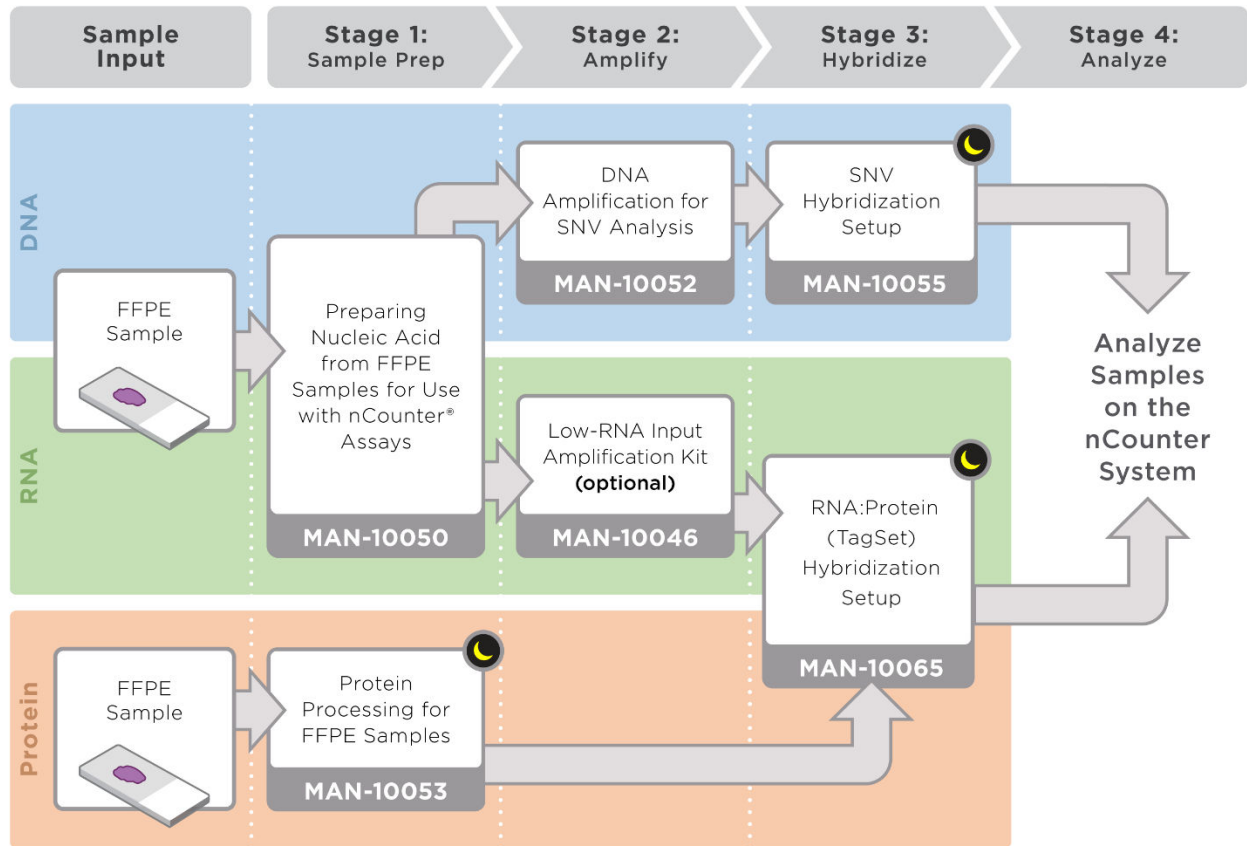 Sample
Input
Stage 1:
Sample Prep
Stage 2:
Amplify
Stage 3:
Hybridize
Stage 4:
Analyze
DNA
FFPE
Sample
Preparing
Nucleic Acid
from FFPE
Samples for Use
with nCounter®
Assays
MAN-10050
DNA
Amplification for
SNV Analysis
MAN-10052
SNV
Hybridization
Setup
MAN-10055
RNA
Low-RNA Input
Amplification Kit
(optional)
MAN-10046
RNA:Protein
(TagSet)
Hybridization
Setup
MAN-10065
Analyze
Samples
on the
nCounter
System
Protein
FFPE
Sample
Protein
Processing for
FFPE Samples
MAN-10053